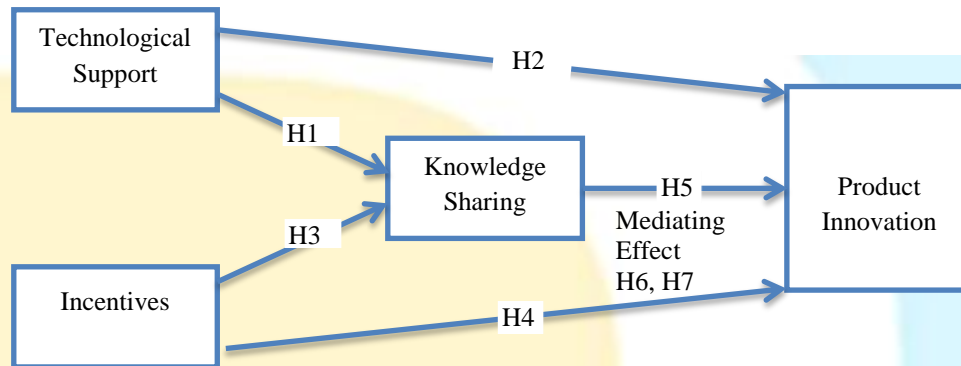 Technological
Support
H2
H1
Knowledge
Sharing
H5
Product
Innovation
Mediating
Effect
H6, H7
H3
Incentives
H4